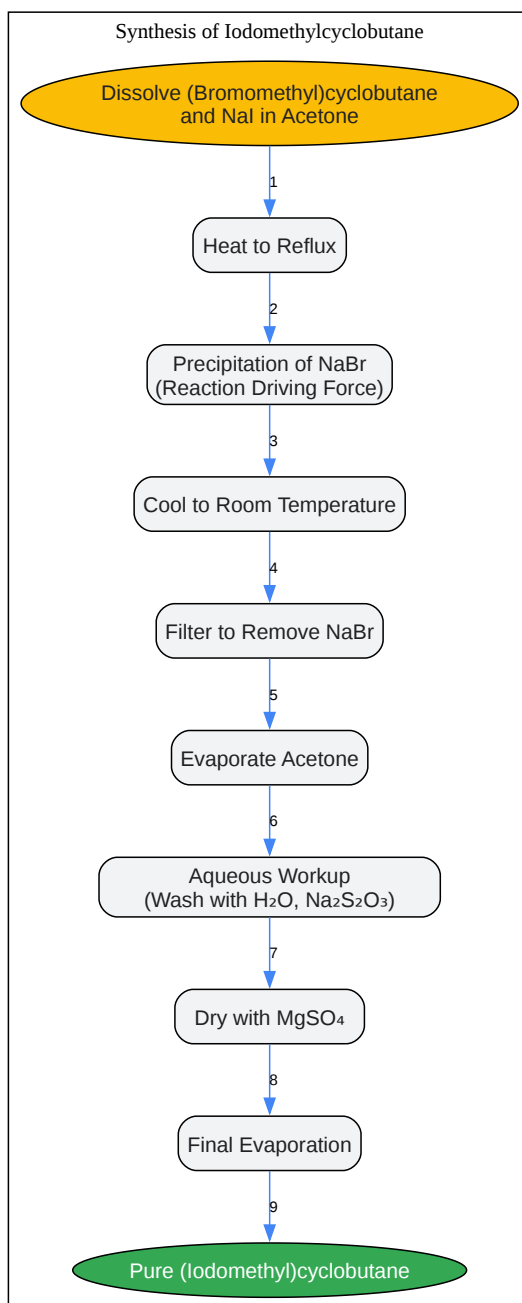 Synthesis of Iodomethylcyclobutane
Dissolve (Bromomethyl)cyclobutane
and NaI in Acetone
1
Heat to Reflux
2
Precipitation of NaBr
(Reaction Driving Force)
3
Cool to Room Temperature
4
Filter to Remove NaBr
5
Evaporate Acetone
6
Aqueous Workup
(Wash with H₂O, Na₂S₂O₃)
7
Dry with MgSO₄
8
Final Evaporation
9
Pure (Iodomethyl)cyclobutane